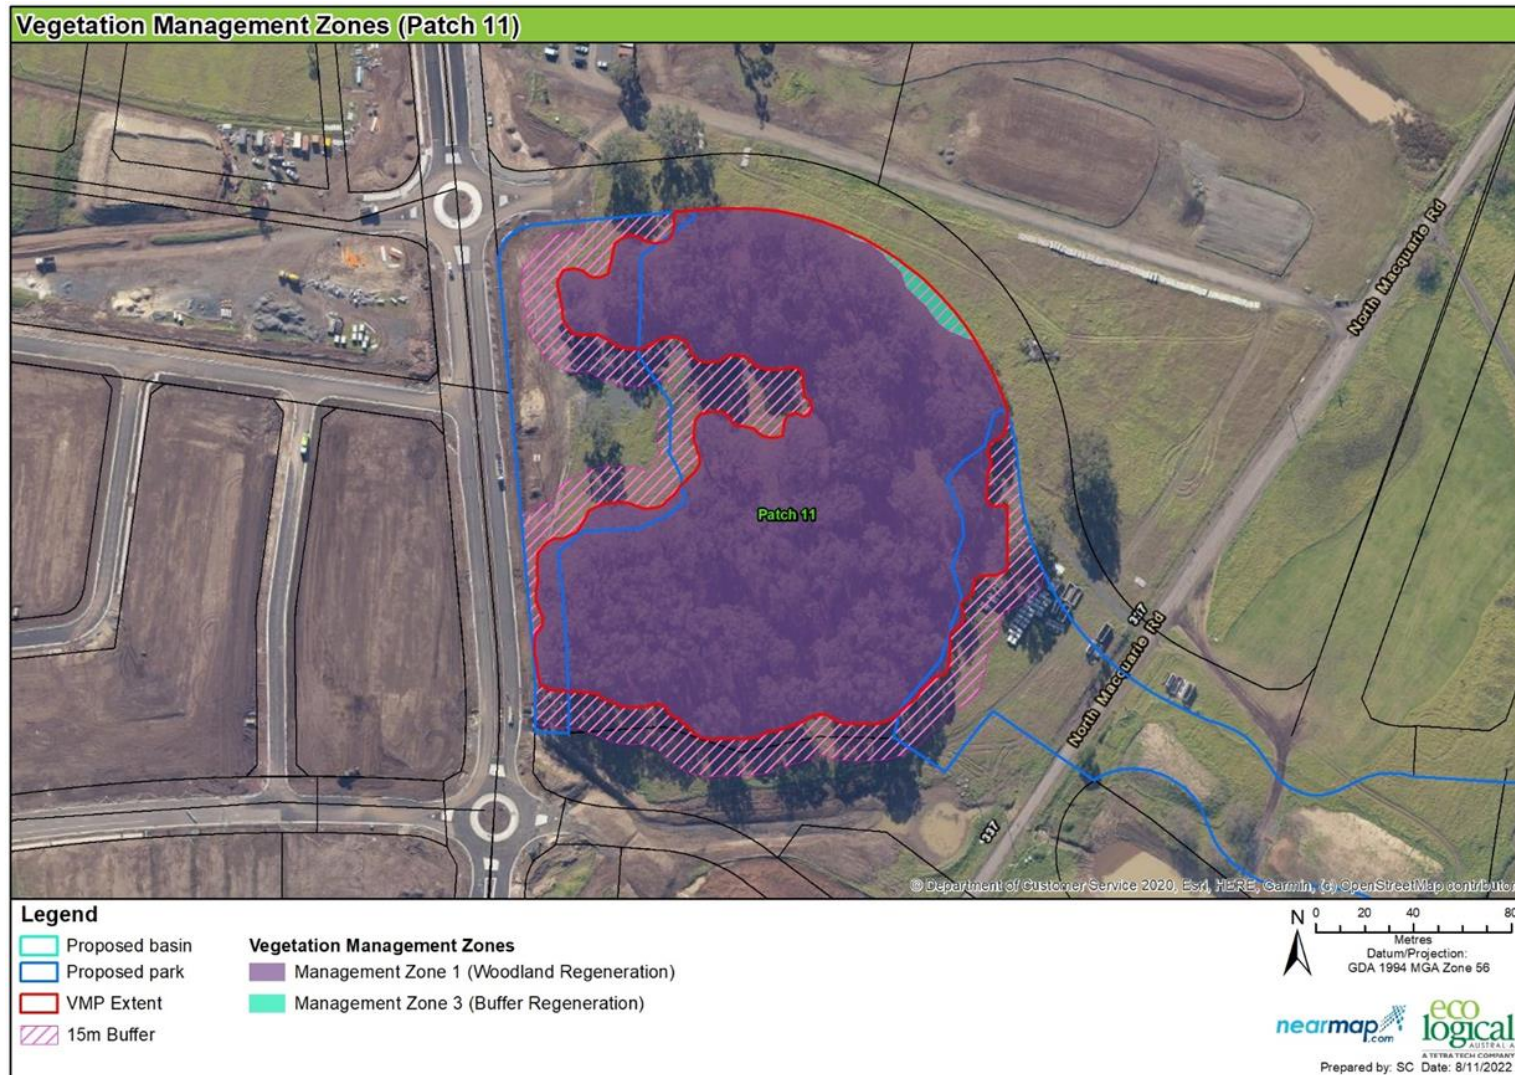 Vegetation Management Zones (Patch 11)
North Macquarie Rd
Patch 11
North Macquarie Rd
337
© Department of Customer Service 2020, Esri, HERE, Garmin, (c) OpenStreetMap contributor
Legend
Proposed basin
Proposed park
VMP Extent
15m Buffer
Vegetation Management Zones
Management Zone 1 (Woodland Regeneration)
Management Zone 3 (Buffer Regeneration)
N
0 20 40 80
Metres
Datum/Projection:
GDA 1994 MGA Zone 56
nearmap
.com
eco
logical
AUSTRALIA
A TETRA TECH COMPANY
Prepared by: SC Date: 8/11/2022